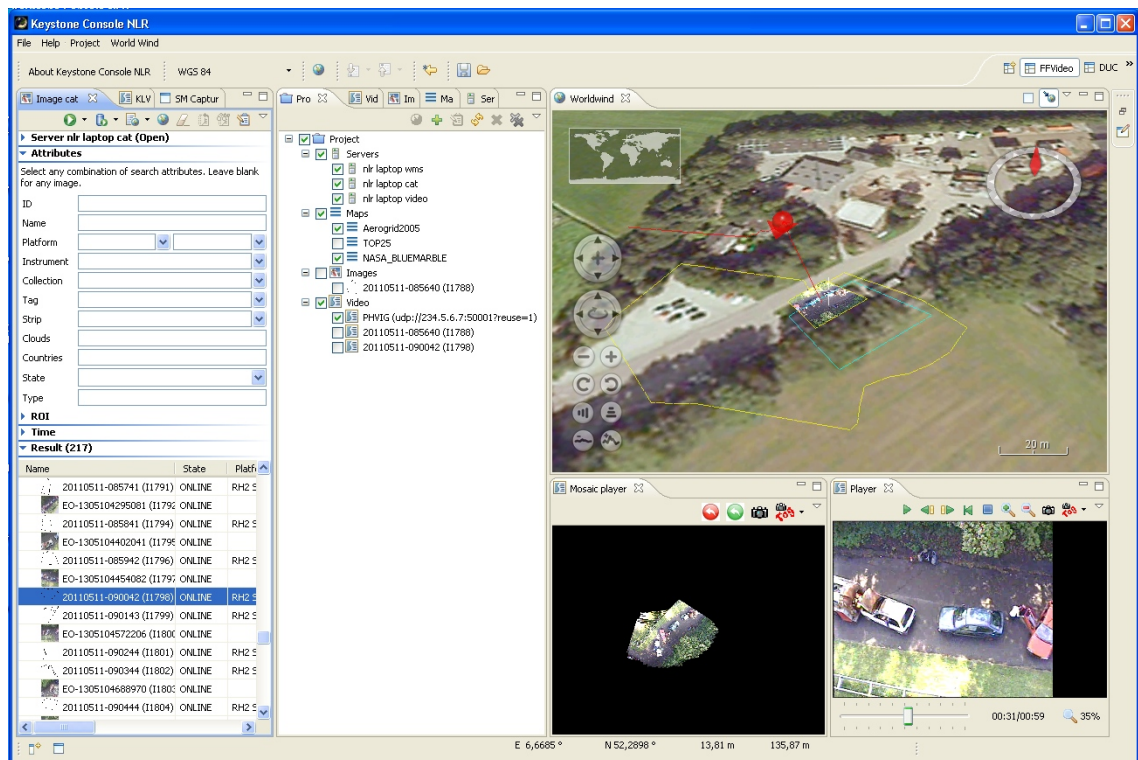 Keystone Console NLR
File Help Project World Wind
About Keystone Console NLR WGS 84 FFVideo DUC »
Image cat KLV SM Captur
Server nlr laptop cat (Open)
Attributes
Select any combination of search attributes. Leave blank
for any image.
ID
Name
Platform
Instrument
Collection
Tag
Strip
Clouds
Countries
State
Type
ROI
Time
Result (217)
Name State Platf
20110511-085741 (I1791) ONLINE RH2 S
EO-1305104295081 (I1792 ONLINE
20110511-085841 (I1794) ONLINE RH2 S
EO-1305104402041 (I1795 ONLINE
20110511-085942 (I1796) ONLINE RH2 S
EO-1305104454082 (I1797 ONLINE
20110511-090042 (I1798) ONLINE RH2 S
20110511-090143 (I1799) ONLINE RH2 S
EO-1305104572206 (I180( ONLINE
20110511-090244 (I1801) ONLINE RH2 S
20110511-090344 (I1802) ONLINE RH2 S
EO-1305104688970 (I180: ONLINE
20110511-090444 (I1804) ONLINE RH2 S
Pro Vid Im Ma Ser
Project
Servers
nlr laptop wms
nlr laptop cat
nlr laptop video
Maps
Aerogrid2005
TOP25
NASA_BLUEMARBLE
Images
20110511-085640 (I1788)
Video
PHVIG (udp://234.5.6.7:50001?reuse=1)
20110511-085640 (I1788)
20110511-090042 (I1798)
Worldwind
20 m
Mosaic player
Player
00:31/00:59 35%
E 6,6685 ° N 52,2898 ° 13,81 m 135,87 m